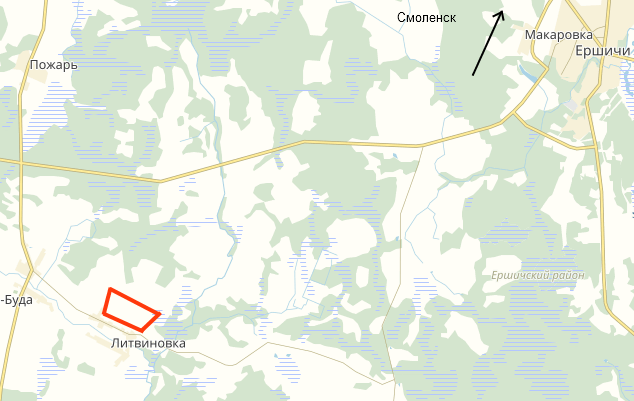 Смоленск
Макаровка
Ершичи
Пожарь
Ершичский район
-Буда
Литвиновка